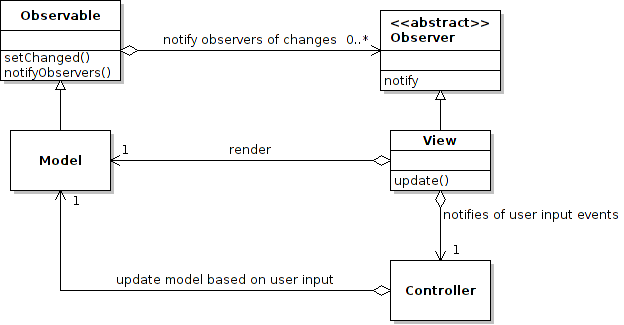 Observable
setChanged()
notifyObservers()
notify observers of changes 0..*
<<abstract>>
Observer
notify
Model
1
render
View
update()
1
notifies of user input events
1
update model based on user input
Controller